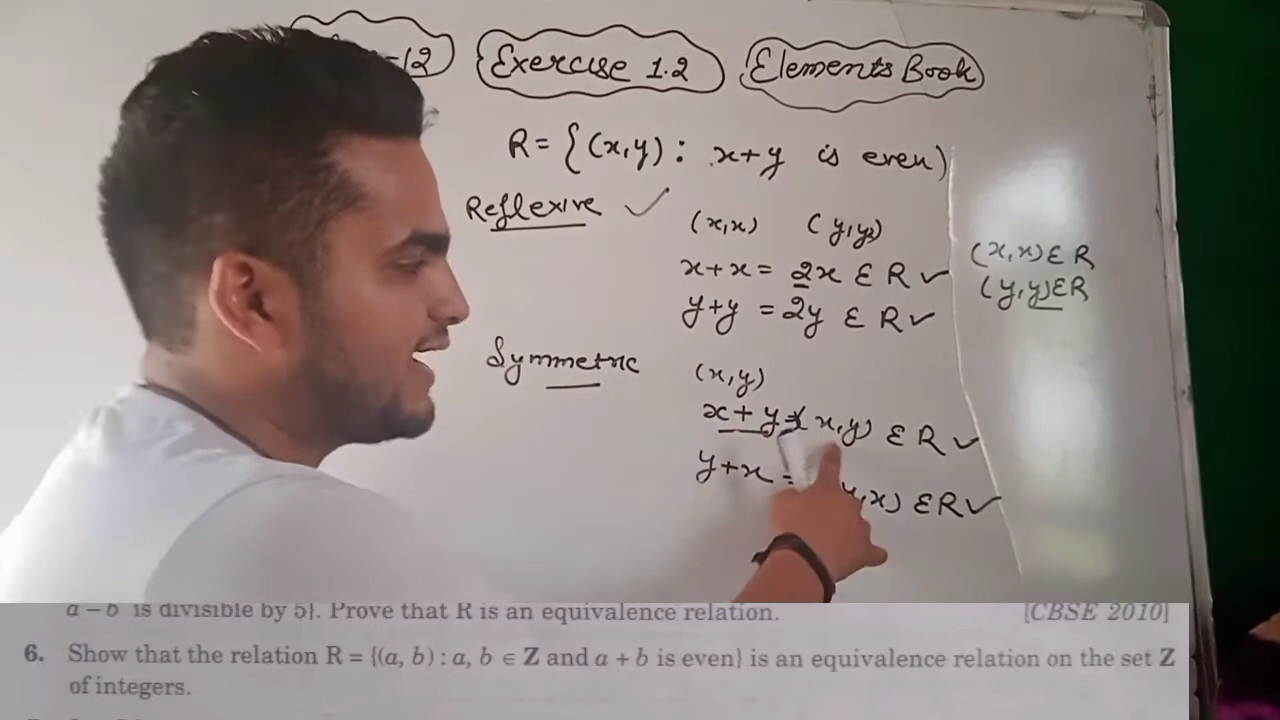 -12 Exercise 1.2 Elements Book
R = {(x,y) : x+y is even)
Reflexive ✓
(x,x) (y,y)
x+x = 2x ∈ R ✓
y+y = 2y ∈ R ✓
(x,x) ∈ R
(y,y) ∈ R
Symmetric
(x,y)
x+y = (x,y) ∈ R ✓
y+x = ,x) ∈ R ✓
a – b is divisible by 5}. Prove that R is an equivalence relation. [CBSE 2010]
6. Show that the relation R = {(a, b) : a, b ∈ Z and a + b is even} is an equivalence relation on the set Z
of integers.